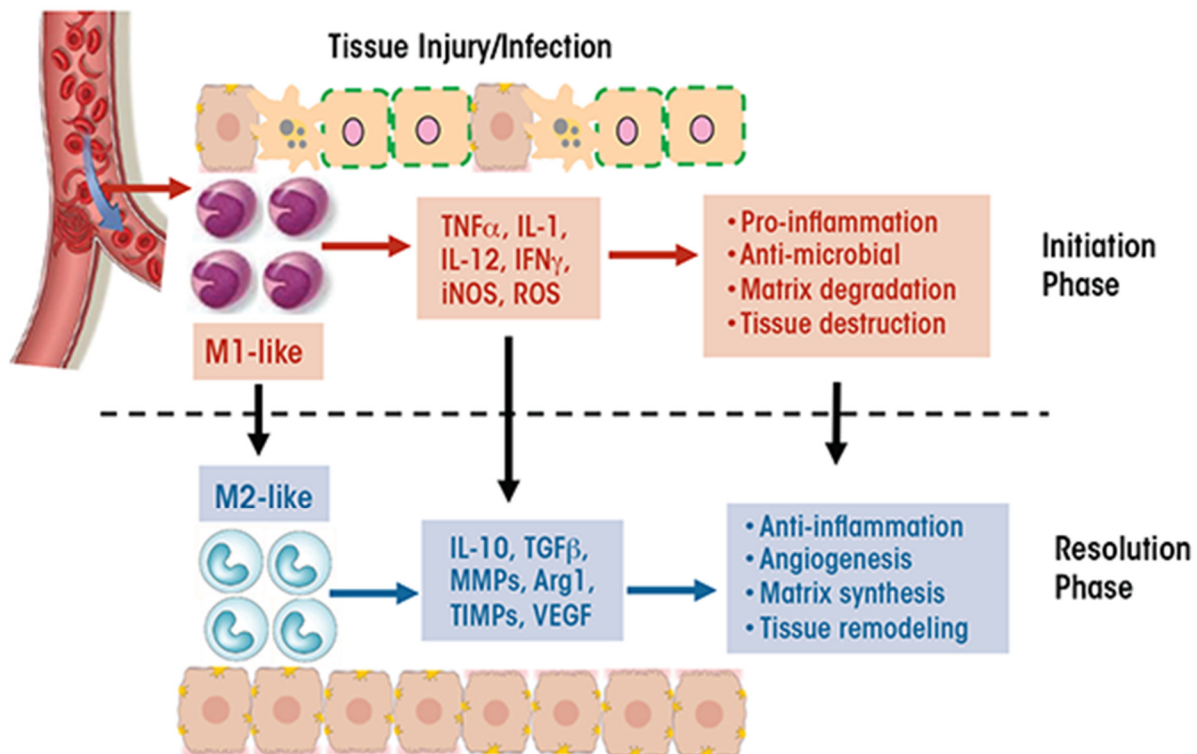 Tissue Injury/Infection
TNFα, IL-1,
IL-12, IFNγ,
iNOS, ROS
• Pro-inflammation
• Anti-microbial
• Matrix degradation
• Tissue destruction
Initiation
Phase
M1-like
M2-like
IL-10, TGFβ,
MMPs, Arg1,
TIMPs, VEGF
• Anti-inflammation
• Angiogenesis
• Matrix synthesis
• Tissue remodeling
Resolution
Phase